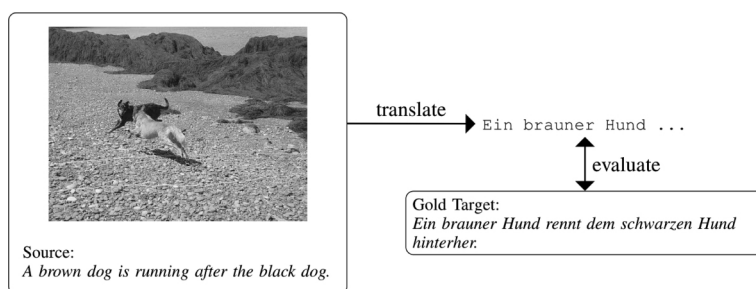 translate
Ein brauner Hund ...
evaluate
Gold Target:
Ein brauner Hund rennt dem schwarzen Hund
hinterher.
Source:
A brown dog is running after the black dog.